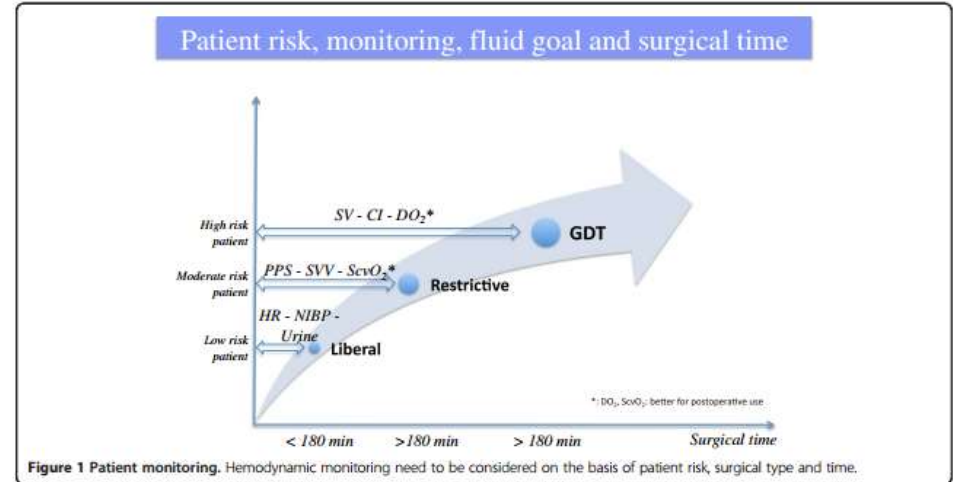 Patient risk, monitoring, fluid goal and surgical time
SV - CI - DO₂*
High risk
patient
GDT
PPS - SVV - ScvO₂*
Moderate risk
patient
Restrictive
HR - NIBP -
Urine
Low risk
patient
Liberal
*: DO₂, ScvO₂: better for postoperative use
< 180 min >180 min > 180 min Surgical time
Figure 1 Patient monitoring. Hemodynamic monitoring need to be considered on the basis of patient risk, surgical type and time.